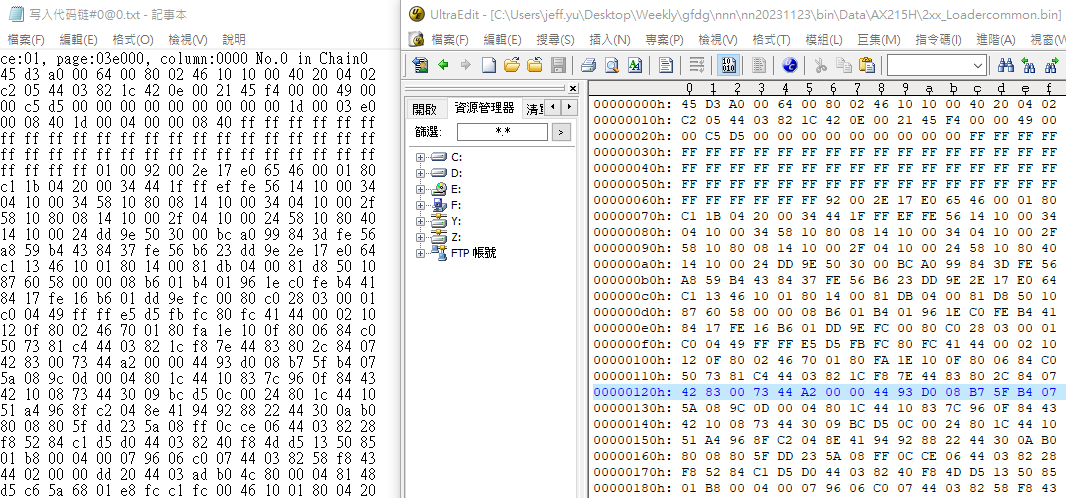 写入代码链#0@0.txt - 記事本
檔案(F) 編輯(E) 格式(O) 檢視(V) 說明
ce:01, page:03e000, column:0000 No.0 in Chain0
45 d3 a0 00 64 00 80 02 46 10 10 00 40 20 04 02
c2 05 44 03 82 1c 42 0e 00 21 45 f4 00 00 49 00
00 c5 d5 00 00 00 00 00 00 00 00 00 1d 00 03 e0
00 08 40 1d 00 04 00 00 08 40 ff ff ff ff ff ff
ff ff ff ff ff ff ff ff ff ff ff ff ff ff ff ff
ff ff ff ff ff ff ff ff ff ff ff ff ff ff ff ff
ff ff ff ff 01 00 92 00 2e 17 e0 65 46 00 01 80
c1 1b 04 20 00 34 44 1f ff ef fe 56 14 10 00 34
04 10 00 34 58 10 80 08 14 10 00 34 04 10 00 2f
58 10 80 08 14 10 00 2f 04 10 00 24 58 10 80 40
14 10 00 24 dd 9e 50 30 00 bc a0 99 84 3d fe 56
a8 59 b4 43 84 37 fe 56 b6 23 dd 9e 2e 17 e0 64
c1 13 46 10 01 80 14 00 81 db 04 00 81 d8 50 10
87 60 58 00 00 08 b6 01 b4 01 96 1e c0 fe b4 41
84 17 fe 16 b6 01 dd 9e fc 00 80 c0 28 03 00 01
c0 04 49 ff ff e5 d5 fb fc 80 fc 41 44 00 02 10
12 0f 80 02 46 70 01 80 fa 1e 10 0f 80 06 84 c0
50 73 81 c4 44 03 82 1c f8 7e 44 83 80 2c 84 07
42 83 00 73 44 a2 00 00 44 93 d0 08 b7 5f b4 07
5a 08 9c 0d 00 04 80 1c 44 10 83 7c 96 0f 84 43
42 10 08 73 44 30 09 bc d5 0c 00 24 80 1c 44 10
51 a4 96 8f c2 04 8e 41 94 92 88 22 44 30 0a b0
80 08 80 5f dd 23 5a 08 ff 0c ce 06 44 03 82 28
f8 52 84 c1 d5 d0 44 03 82 40 f8 4d d5 13 50 85
01 b8 00 04 00 07 96 06 c0 07 44 03 82 58 f8 43
44 02 00 00 dd 20 44 03 ad b0 4c 80 00 04 81 48
d5 c6 5a 68 01 e8 fc c1 fc 00 46 10 01 80 04 20
UltraEdit - [C:\Users\jeff.yu\Desktop\Weekly\gfdg\nnn\nn20231123\bin\Data\AX215H\2xx_Loadercommon.bin]
檔案(F) 編輯(E) 搜尋(S) 插入(N) 專案(P) 檢視(V) 格式(T) 模組(L) 巨集(M) 指令碼(I) 進階(A) 視窗(W
開啟 資源管理器 清單
篩選: *.* >
C:
D:
E:
F:
Y:
Z:
FTP 帳號
0 1 2 3 4 5 6 7 8 9 a b c d e f
00000000h: 45 D3 A0 00 64 00 80 02 46 10 10 00 40 20 04 02
00000010h: C2 05 44 03 82 1C 42 0E 00 21 45 F4 00 00 49 00
00000020h: 00 C5 D5 00 00 00 00 00 00 00 00 00 FF FF FF FF
00000030h: FF FF FF FF FF FF FF FF FF FF FF FF FF FF FF FF
00000040h: FF FF FF FF FF FF FF FF FF FF FF FF FF FF FF FF
00000050h: FF FF FF FF FF FF FF FF FF FF FF FF FF FF FF FF
00000060h: FF FF FF FF FF FF 92 00 2E 17 E0 65 46 00 01 80
00000070h: C1 1B 04 20 00 34 44 1F FF EF FE 56 14 10 00 34
00000080h: 04 10 00 34 58 10 80 08 14 10 00 34 04 10 00 2F
00000090h: 58 10 80 08 14 10 00 2F 04 10 00 24 58 10 80 40
000000a0h: 14 10 00 24 DD 9E 50 30 00 BC A0 99 84 3D FE 56
000000b0h: A8 59 B4 43 84 37 FE 56 B6 23 DD 9E 2E 17 E0 64
000000c0h: C1 13 46 10 01 80 14 00 81 DB 04 00 81 D8 50 10
000000d0h: 87 60 58 00 00 08 B6 01 B4 01 96 1E C0 FE B4 41
000000e0h: 84 17 FE 16 B6 01 DD 9E FC 00 80 C0 28 03 00 01
000000f0h: C0 04 49 FF FF E5 D5 FB FC 80 FC 41 44 00 02 10
00000100h: 12 0F 80 02 46 70 01 80 FA 1E 10 0F 80 06 84 C0
00000110h: 50 73 81 C4 44 03 82 1C F8 7E 44 83 80 2C 84 07
00000120h: 42 83 00 73 44 A2 00 00 44 93 D0 08 B7 5F B4 07
00000130h: 5A 08 9C 0D 00 04 80 1C 44 10 83 7C 96 0F 84 43
00000140h: 42 10 08 73 44 30 09 BC D5 0C 00 24 80 1C 44 10
00000150h: 51 A4 96 8F C2 04 8E 41 94 92 88 22 44 30 0A B0
00000160h: 80 08 80 5F DD 23 5A 08 FF 0C CE 06 44 03 82 28
00000170h: F8 52 84 C1 D5 D0 44 03 82 40 F8 4D D5 13 50 85
00000180h: 01 B8 00 04 00 07 96 06 C0 07 44 03 82 58 F8 43